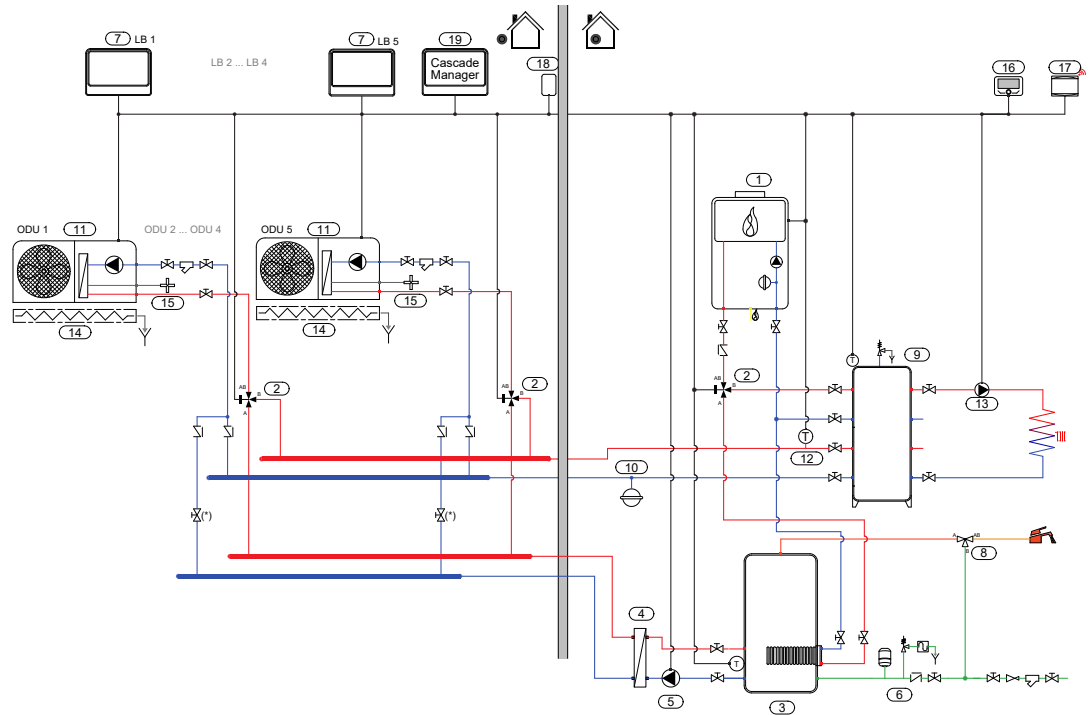 7 LB 1
LB 2 ... LB 4
7 LB 5
19
Cascade
Manager
18
16
17
1
ODU 1
11
ODU 2 ... ODU 4
ODU 5
11
15
15
14
14
AB
B
A
2
AB
B
A
2
AB
B
A
2
T
9
13
T
12
10
(*)
(*)
A
AB
B
8
4
T
5
3
6